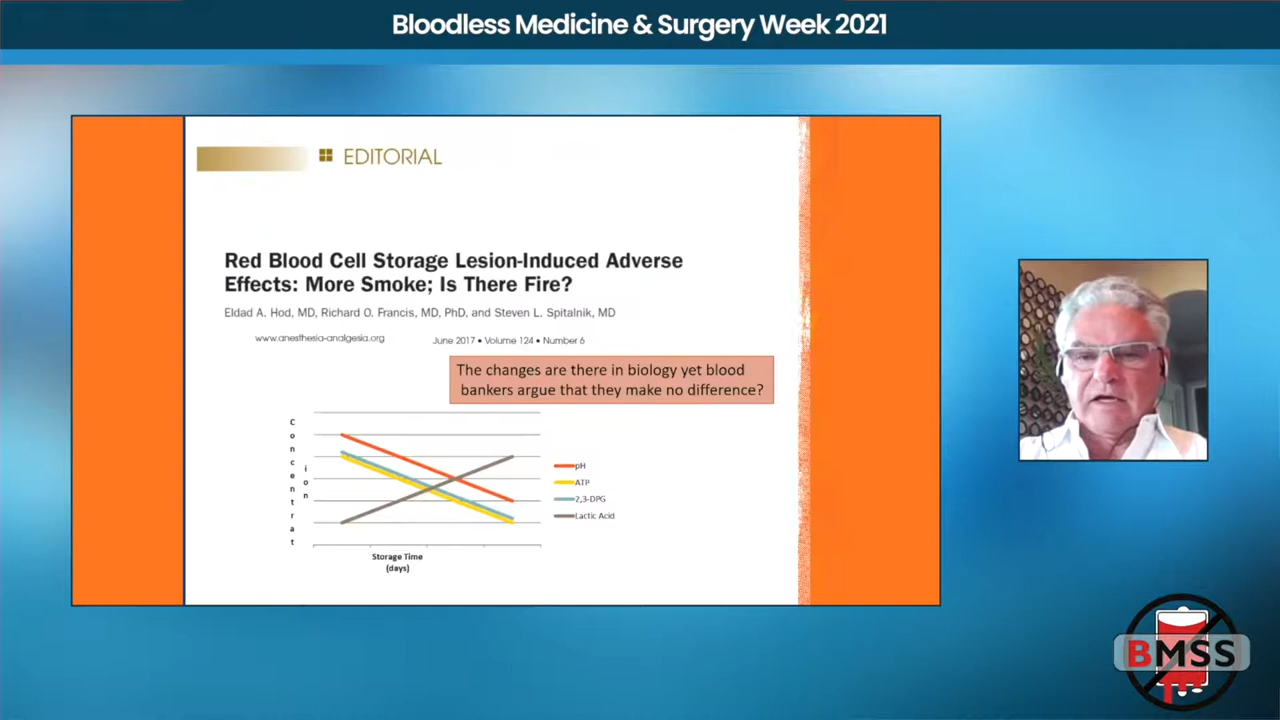 Bloodless Medicine & Surgery Week 2021
EDITORIAL
Red Blood Cell Storage Lesion-Induced Adverse
Effects: More Smoke; Is There Fire?
Eldad A. Hod, MD, Richard O. Francis, MD, PhD, and Steven L. Spitalnik, MD
www.anesthesia-analgesia.org
June 2017 • Volume 124 • Number 6
The changes are there in biology yet blood
bankers argue that they make no difference?
Concentrat
ion
pH
ATP
2,3-DPG
Lactic Acid
Storage Time
(days)
BMSS